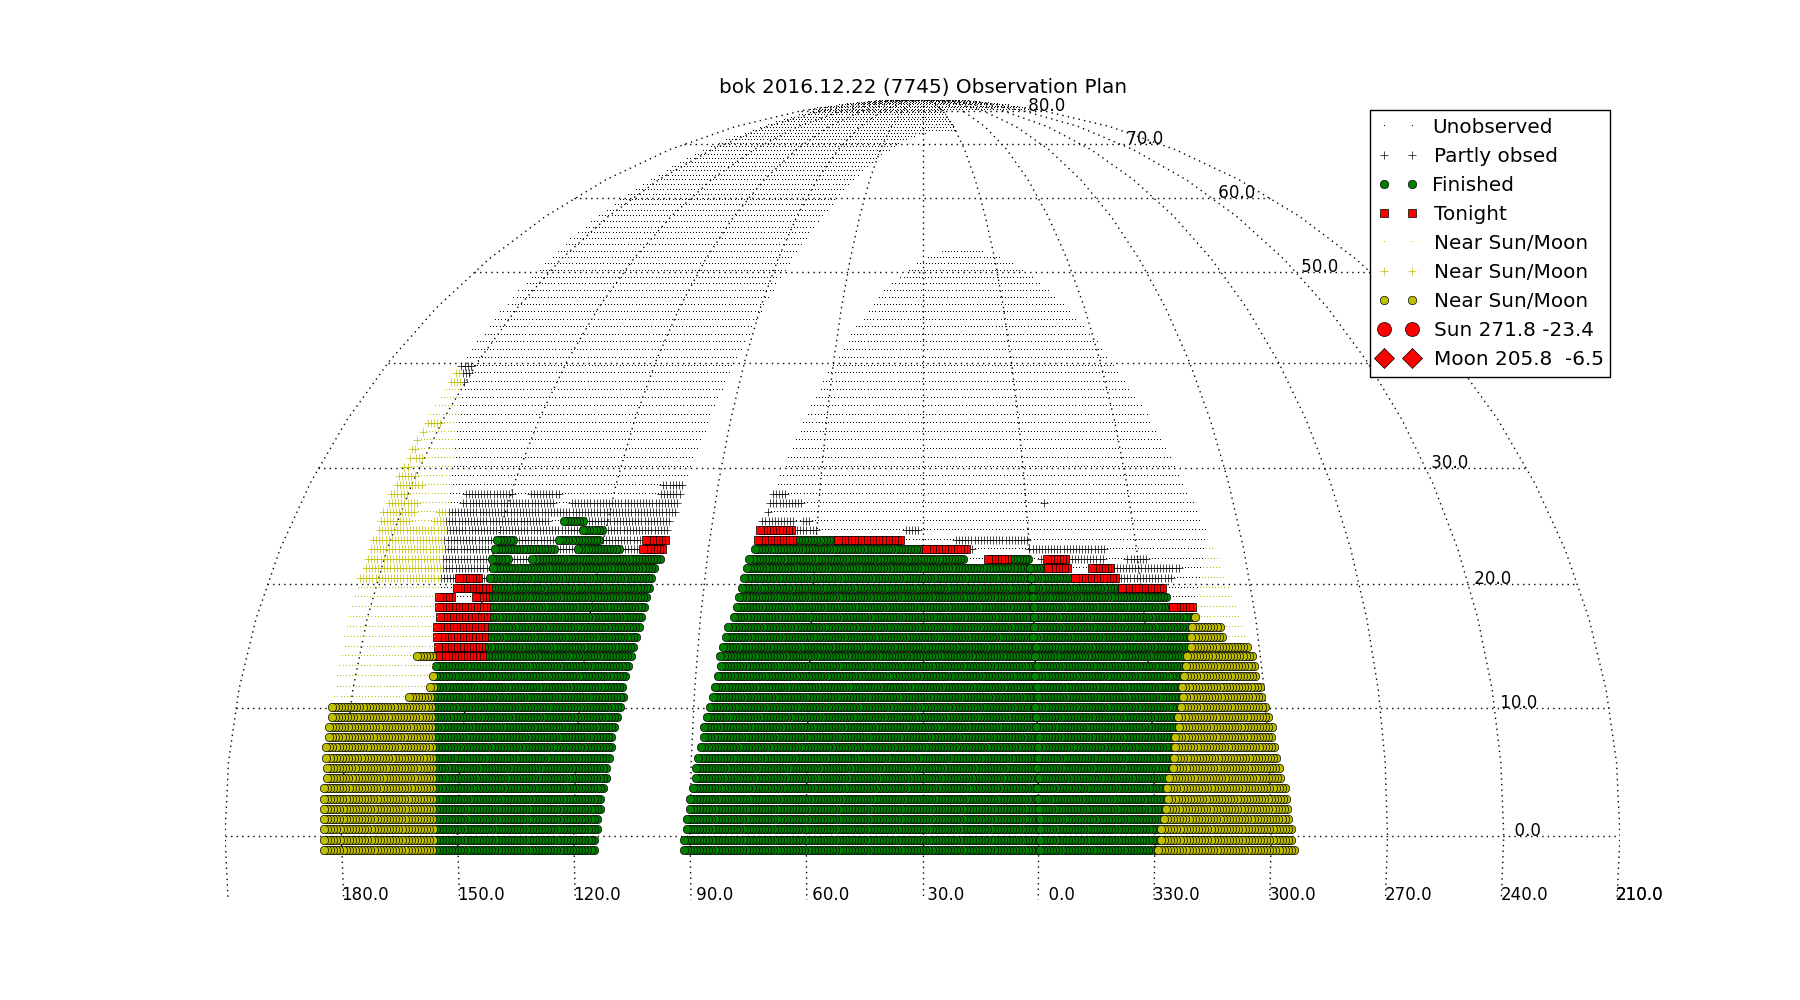 bok 2016.12.22 (7745) Observation Plan
80.0
70.0
60.0
50.0
30.0
20.0
10.0
0.0
Unobserved
Partly obsed
Finished
Tonight
Near Sun/Moon
Near Sun/Moon
Near Sun/Moon
Sun 271.8 -23.4
Moon 205.8  -6.5
180.0 150.0 120.0 90.0 60.0 30.0 0.0 330.0 300.0 270.0 240.0 210.0